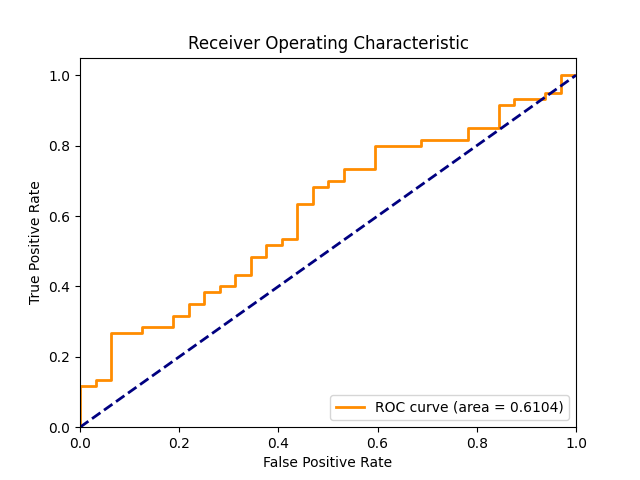 Receiver Operating Characteristic
True Positive Rate
1.0
0.8
0.6
0.4
0.2
0.0
0.0 0.2 0.4 0.6 0.8 1.0
False Positive Rate
ROC curve (area = 0.6104)